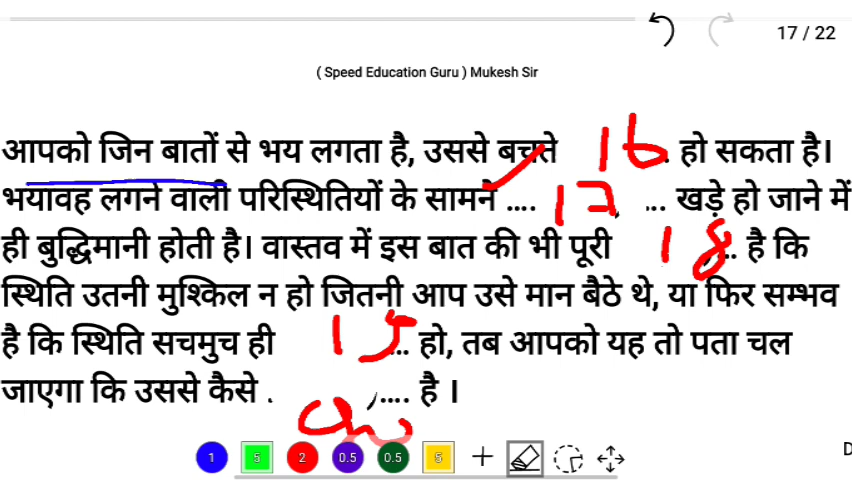 17 / 22
( Speed Education Guru ) Mukesh Sir
आपको जिन बातों से भय लगता है, उससे बचते 16 हो सकता है।
भयावह लगने वाली परिस्थितियों के सामने .... 17 ... खड़े हो जाने में
ही बुद्धिमानी होती है। वास्तव में इस बात की भी पूरी 18 .. है कि
स्थिति उतनी मुश्किल न हो जितनी आप उसे मान बैठे थे, या फिर सम्भव
है कि स्थिति सचमुच ही ... हो, तब आपको यह तो पता चल
जाएगा कि उससे कैसे . ,.... है ।
1 5 2 0.5 0.5 5
D